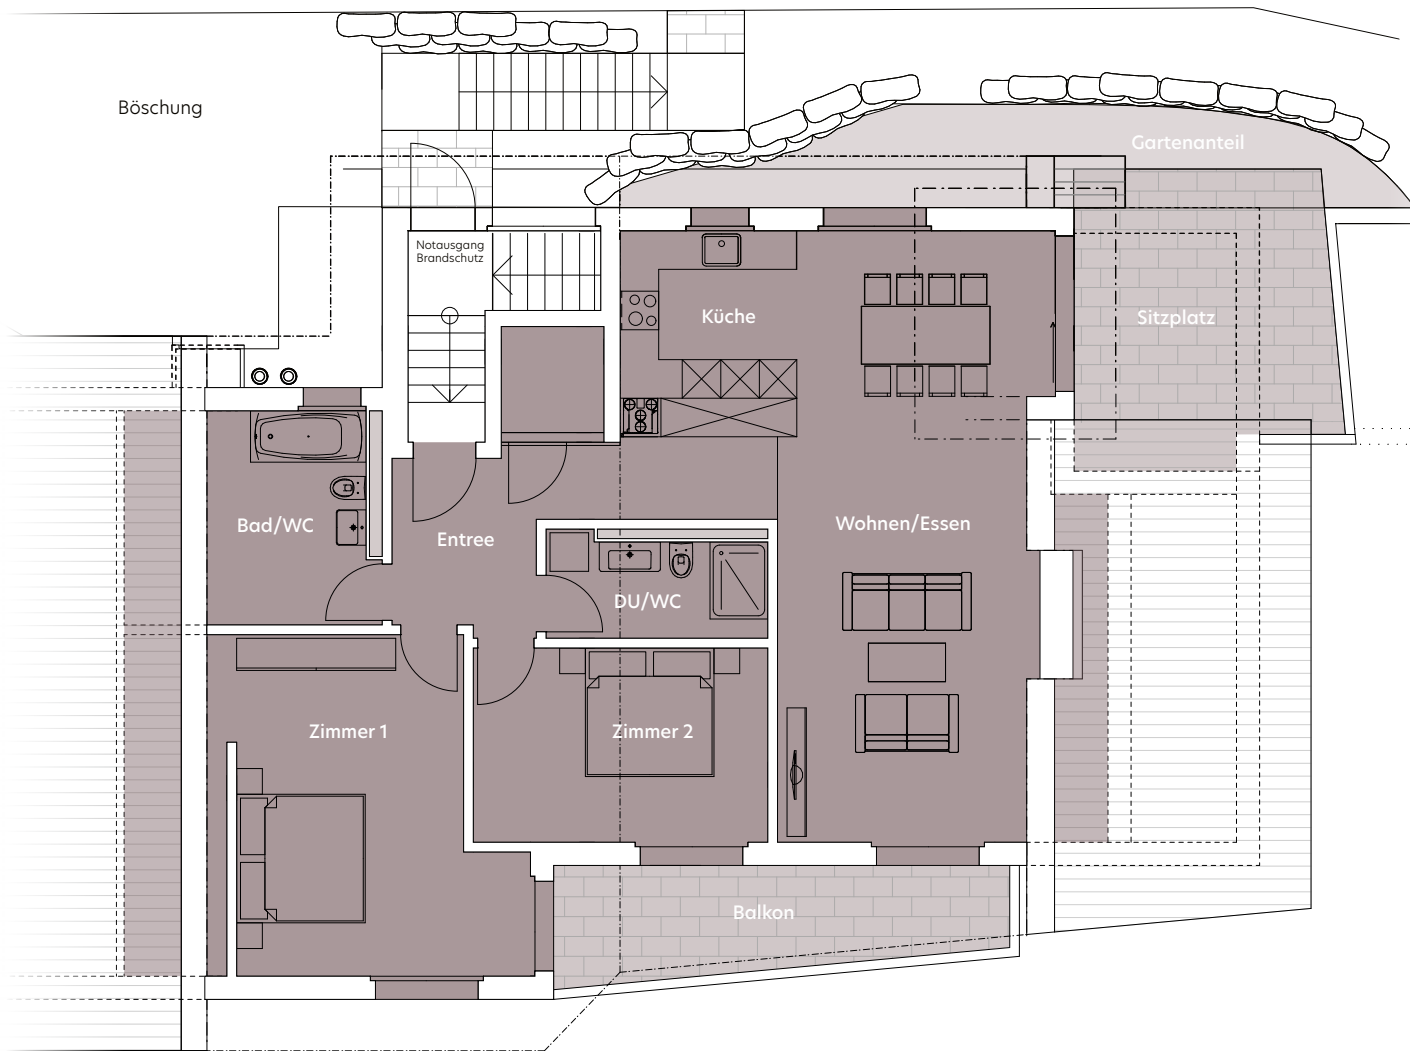 Böschung
Gartenanteil
Notausgang
Brandschutz
Küche
Sitzplatz
Bad/WC
Entree
Wohnen/Essen
DU/WC
Zimmer 1
Zimmer 2
Balkon